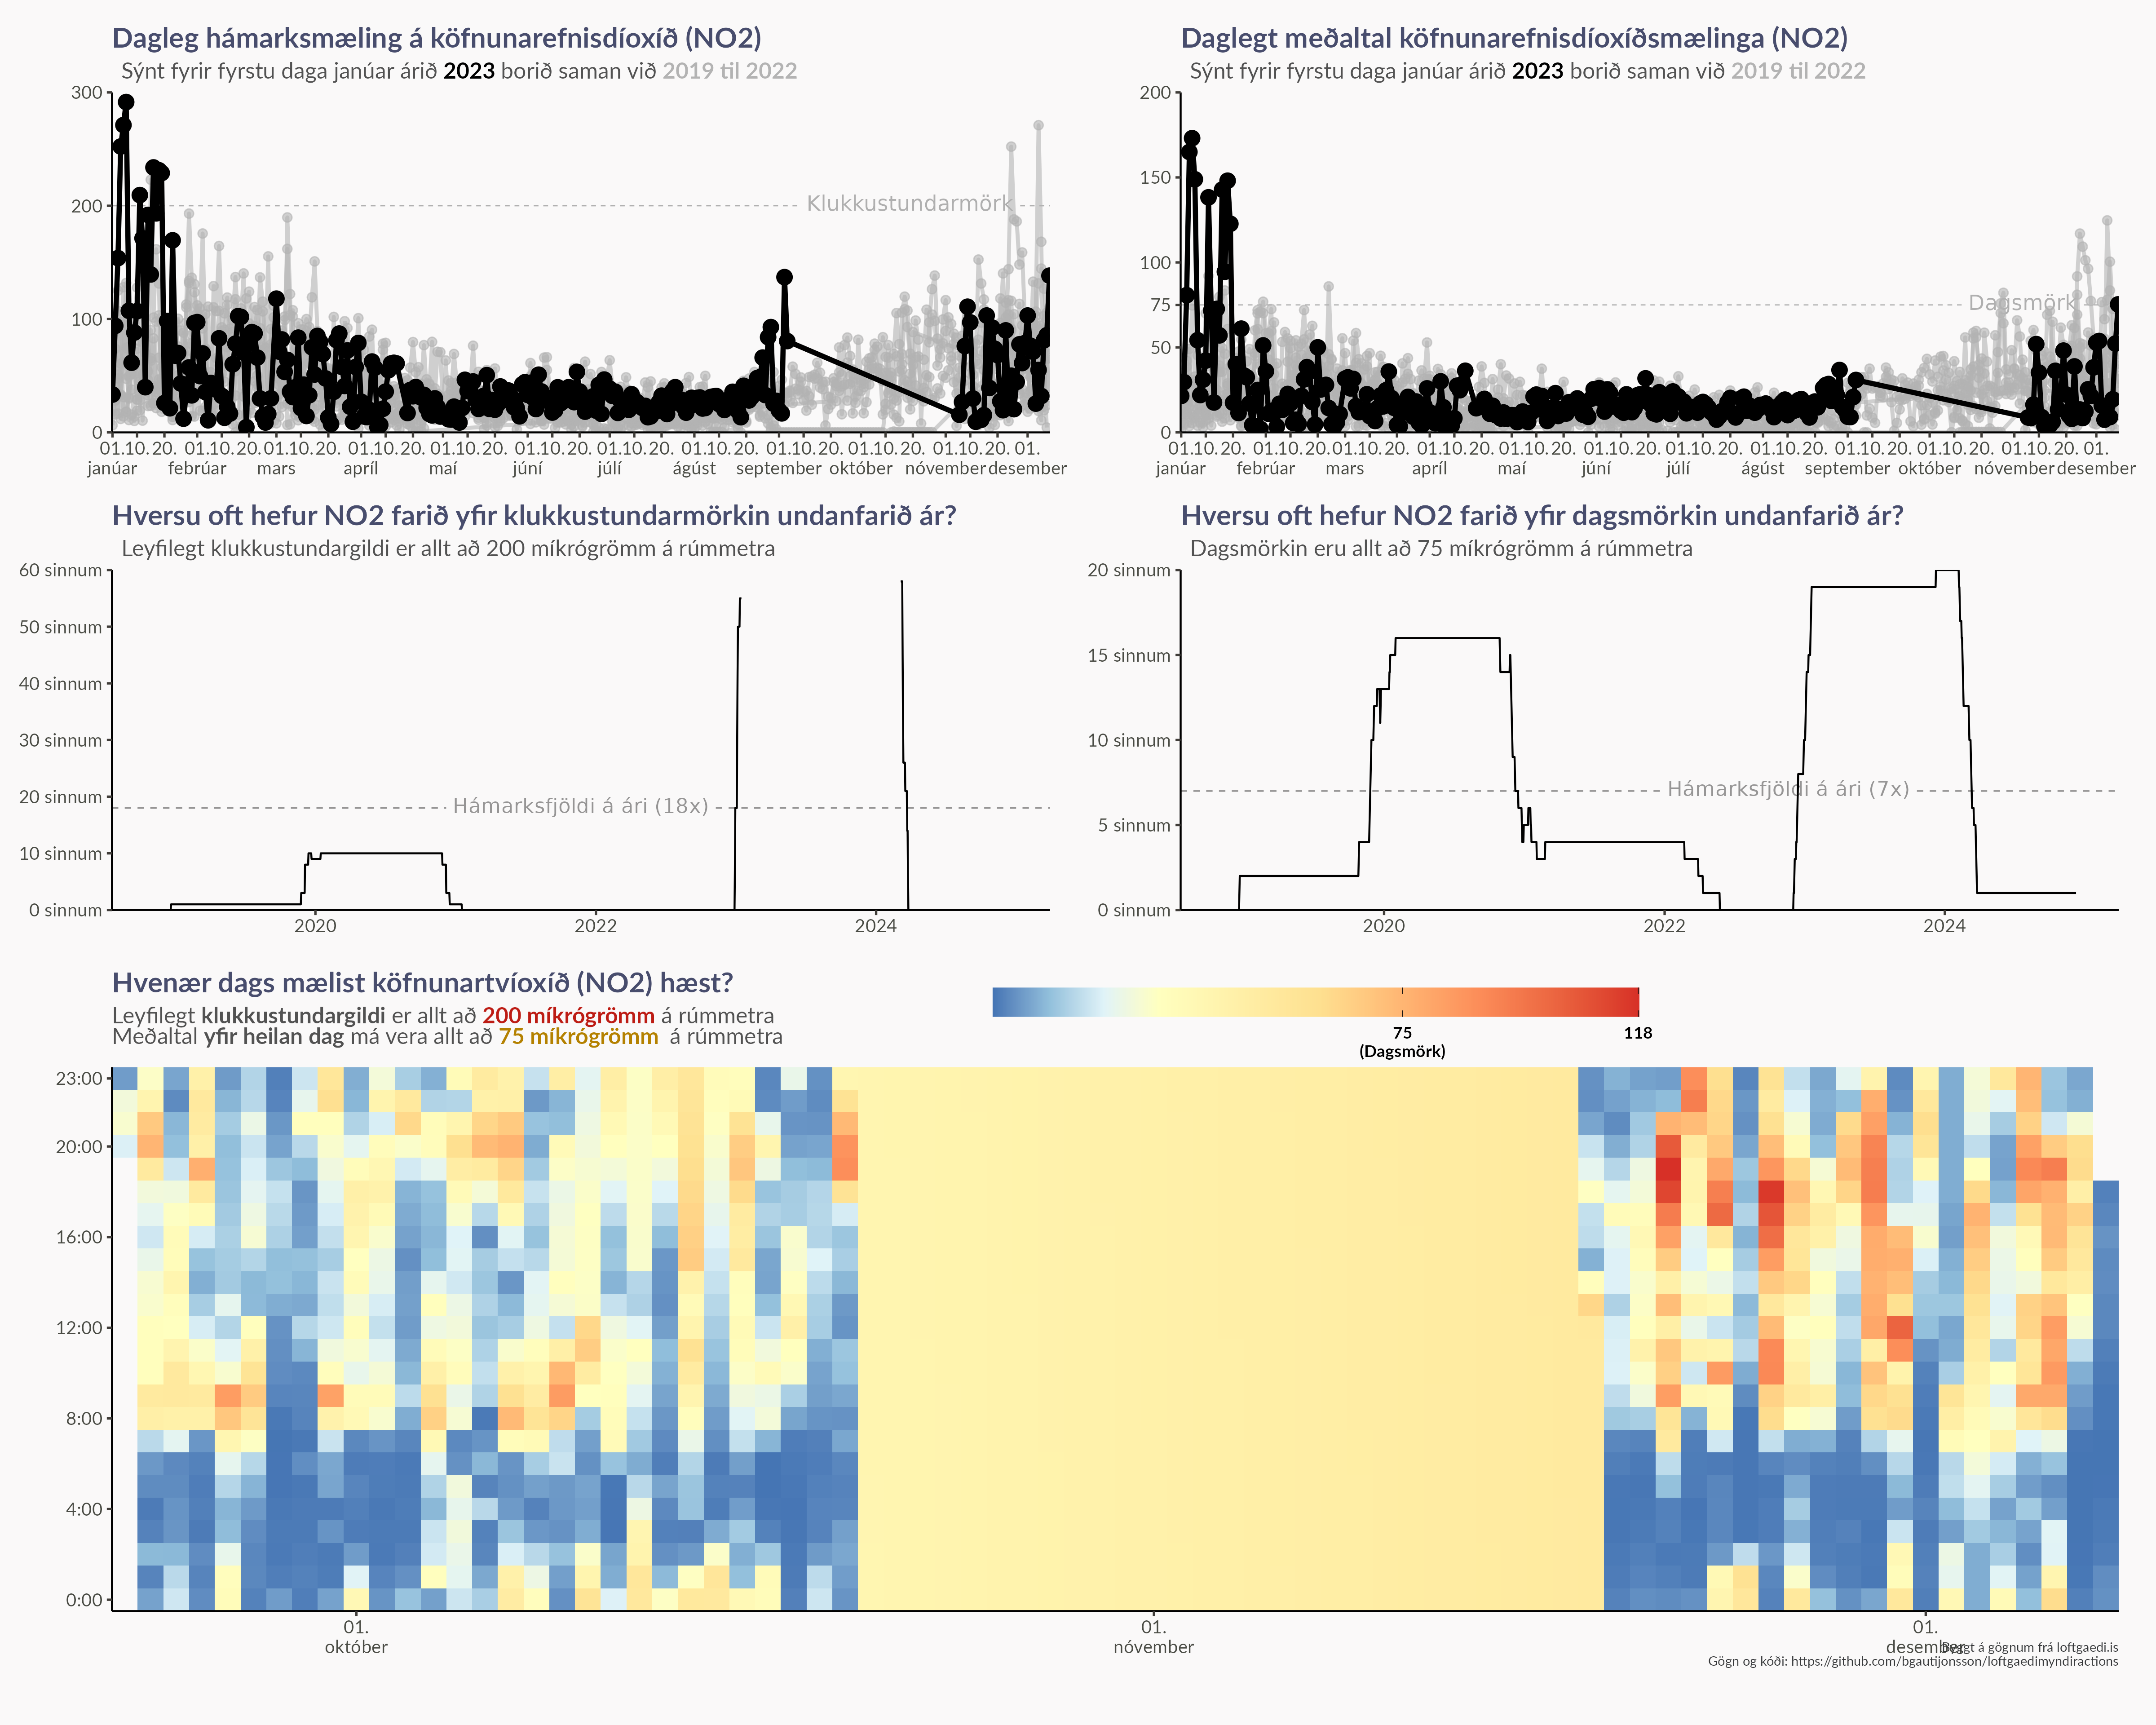 Dagleg hámarksmæling á köfnunarefnisdíoxíð (NO2)
Sýnt fyrir fyrstu daga janúar árið 2023 borið saman við 2019 til 2022
300
200
100
0
Klukkustundarmörk
01.10.20. 01.10.20. 01.10.20. 01.10.20. 01.10.20. 01.10.20. 01.10.20. 01.10.20. 01.10.20. 01.10.20. 01.10.20. 01.
janúar febrúar mars apríl maí júní júlí ágúst september október nóvember desember
Daglegt meðaltal köfnunarefnisdíoxíðsmælinga (NO2)
Sýnt fyrir fyrstu daga janúar árið 2023 borið saman við 2019 til 2022
200
150
100
75
50
0
Dagsmörk
01.10.20. 01.10.20. 01.10.20. 01.10.20. 01.10.20. 01.10.20. 01.10.20. 01.10.20. 01.10.20. 01.10.20. 01.10.20. 01.
janúar febrúar mars apríl maí júní júlí ágúst september október nóvember desember
Hversu oft hefur NO2 farið yfir klukkustundarmörkin undanfarið ár?
Leyfilegt klukkustundargildi er allt að 200 míkrógrömm á rúmmetra
60 sinnum
50 sinnum
40 sinnum
30 sinnum
20 sinnum
10 sinnum
0 sinnum
Hámarksfjöldi á ári (18x)
2020 2022 2024
Hversu oft hefur NO2 farið yfir dagsmörkin undanfarið ár?
Dagsmörkin eru allt að 75 míkrógrömm á rúmmetra
20 sinnum
15 sinnum
10 sinnum
5 sinnum
0 sinnum
Hámarksfjöldi á ári (7x)
2020 2022 2024
Hvenær dags mælist köfnunartvíoxíð (NO2) hæst?
Leyfilegt klukkustundargildi er allt að 200 míkrógrömm á rúmmetra
Meðaltal yfir heilan dag má vera allt að 75 míkrógrömm á rúmmetra
75 118
(Dagsmörk)
23:00
20:00
16:00
12:00
8:00
4:00
0:00
01. 01. 01.
október nóvember desember
Byggt á gögnum frá loftgaedi.is
Gögn og kóði: https://github.com/bgautijonsson/loftgaedimyndiractions